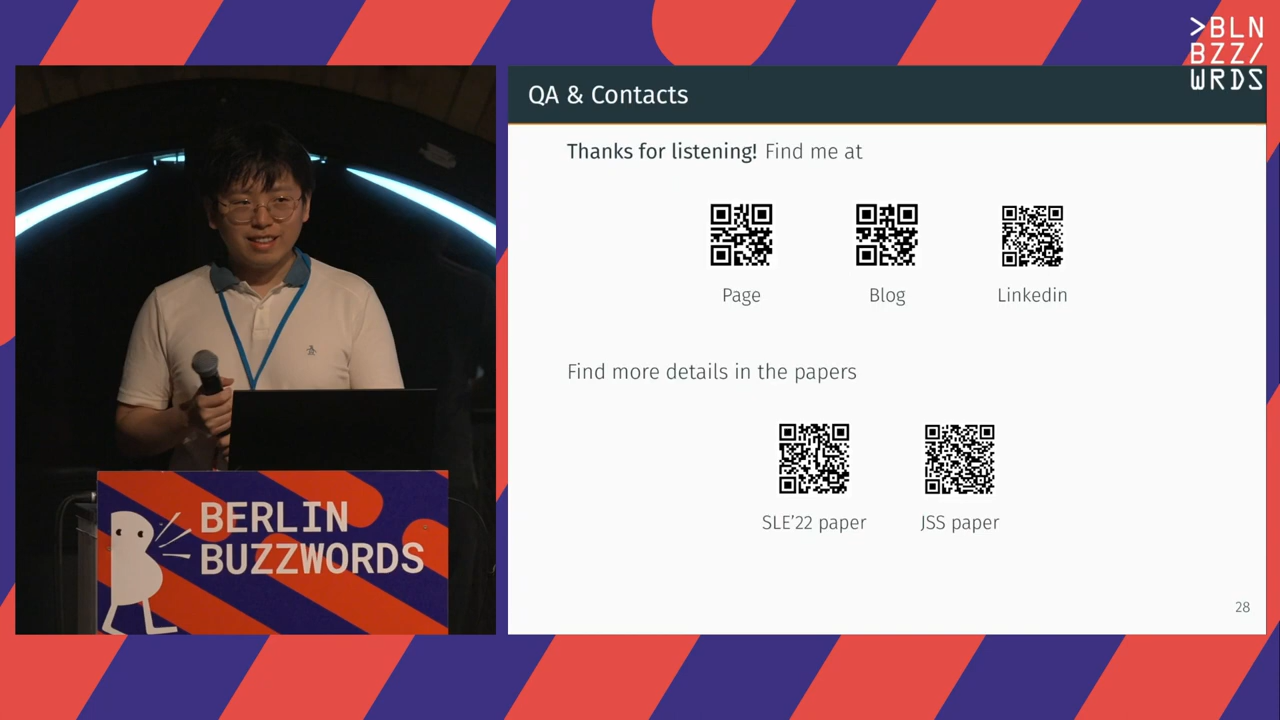 >BLN
BZZ/
WRDS
QA & Contacts
Thanks for listening! Find me at
Page
Blog
Linkedin
Find more details in the papers
SLE'22 paper
JSS paper
28
BERLIN
BUZZWORDS